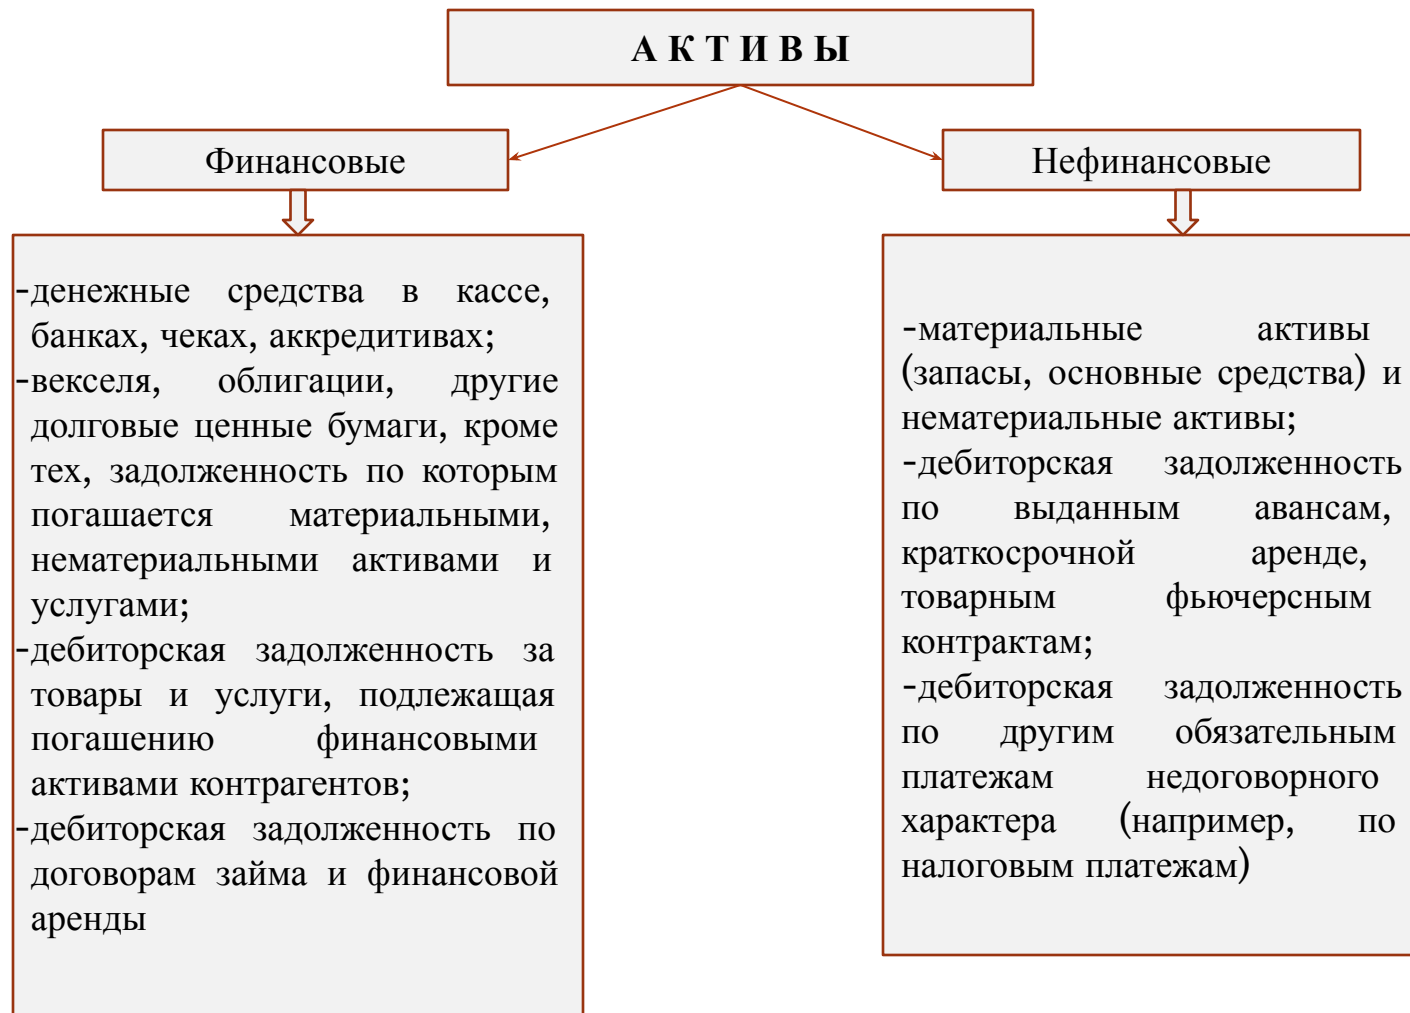 А К Т И В Ы
Финансовые
Нефинансовые
-денежные средства в кассе,
банках, чеках, аккредитивах;
-векселя, облигации, другие
долговые ценные бумаги, кроме
тех, задолженность по которым
погашается материальными,
нематериальными активами и
услугами;
-дебиторская задолженность за
товары и услуги, подлежащая
погашению финансовыми
активами контрагентов;
-дебиторская задолженность по
договорам займа и финансовой
аренды
-материальные активы
(запасы, основные средства) и
нематериальные активы;
-дебиторская задолженность
по выданным авансам,
краткосрочной аренде,
товарным фьючерсным
контрактам;
-дебиторская задолженность
по другим обязательным
платежам недоговорного
характера (например, по
налоговым платежам)